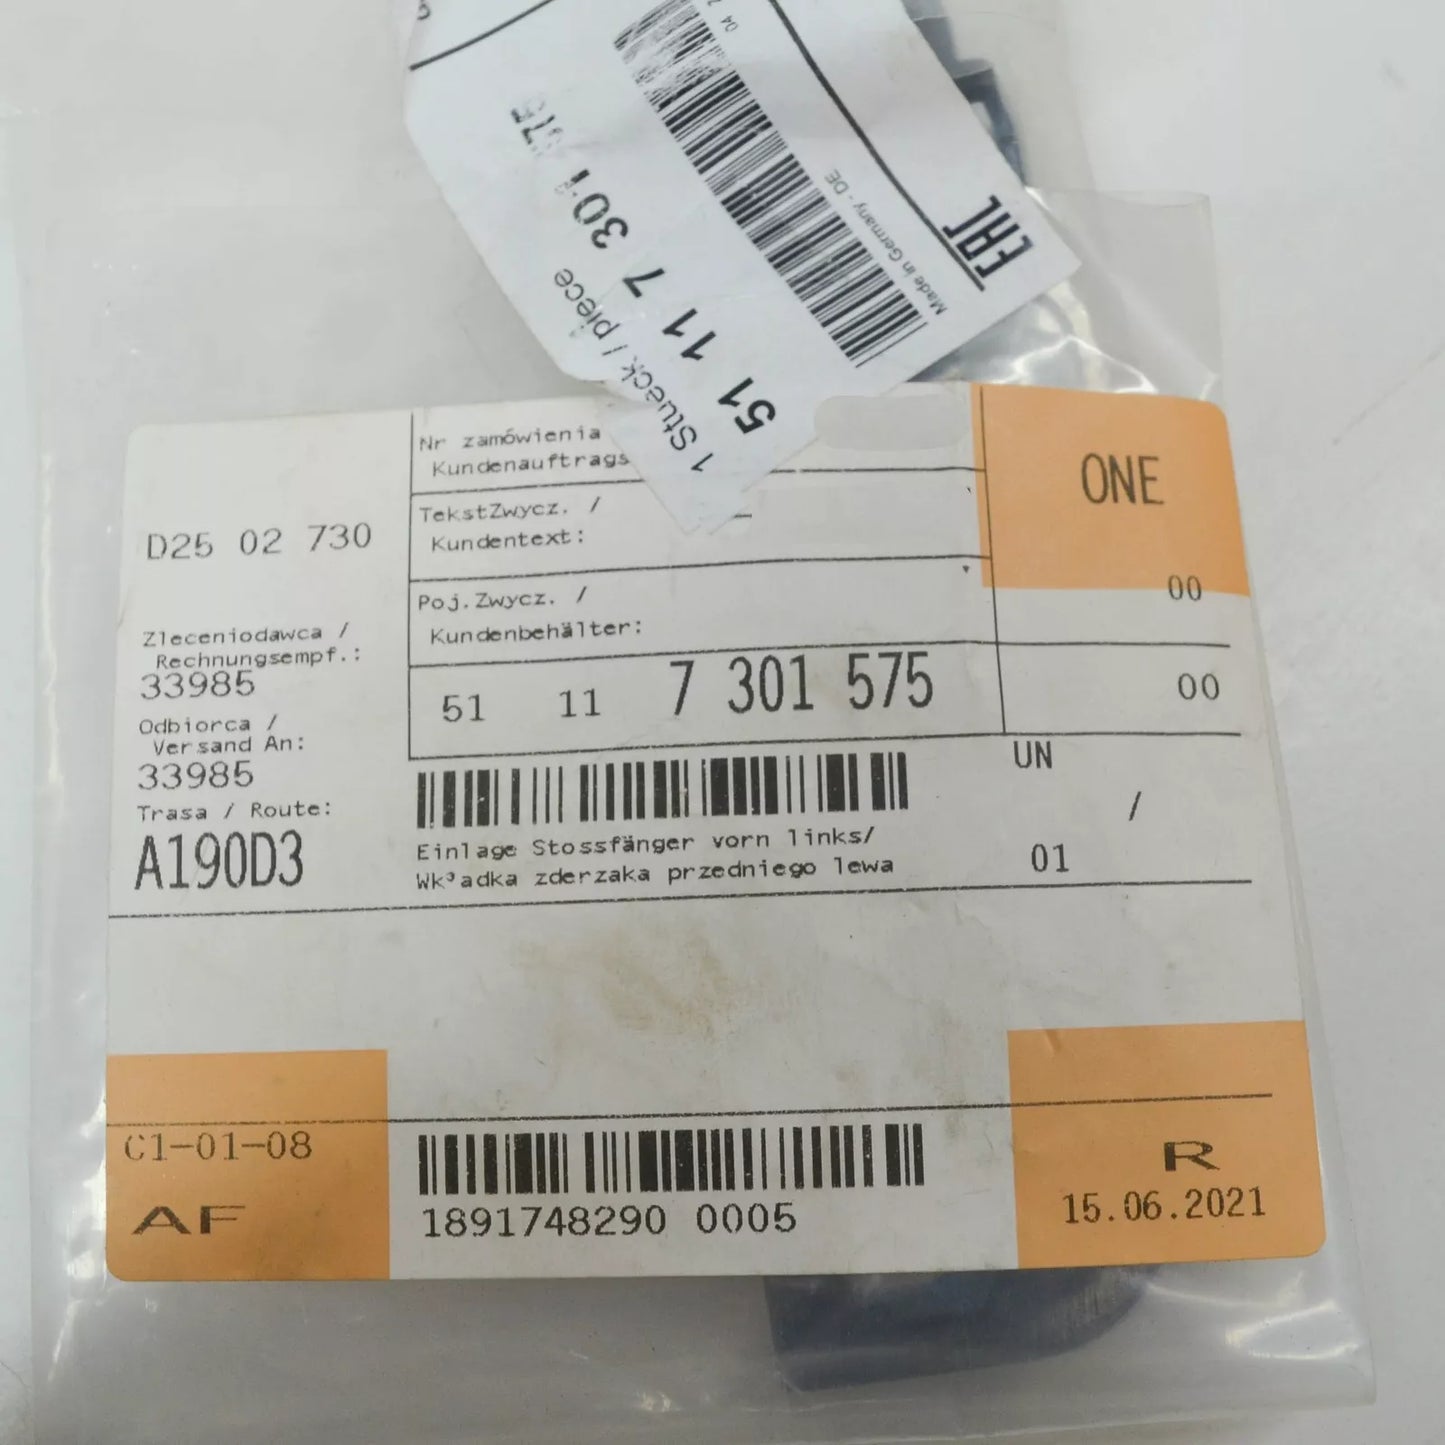 Made in Germany - DE
EAC
1 Stueck / piece
51 11 7 301 575
Nr zamówienia
Kundenauftrags
TekstZwycz. /
Kundentext:
Poj.Zwycz. /
Kundenbehälter:
ONE
00
D25 02 730
Zleceniodawca /
Rechnungsempf.:
33985
Odbiorca /
Versand An:
33985
Trasa / Route:
A190D3
51 11 7 301 575
00
UN
/
01
Einlage Stossfänger vorn links/
Wk³adka zderzaka przedniego lewa
C1-01-08
AF
1891748290 0005
R
15.06.2021